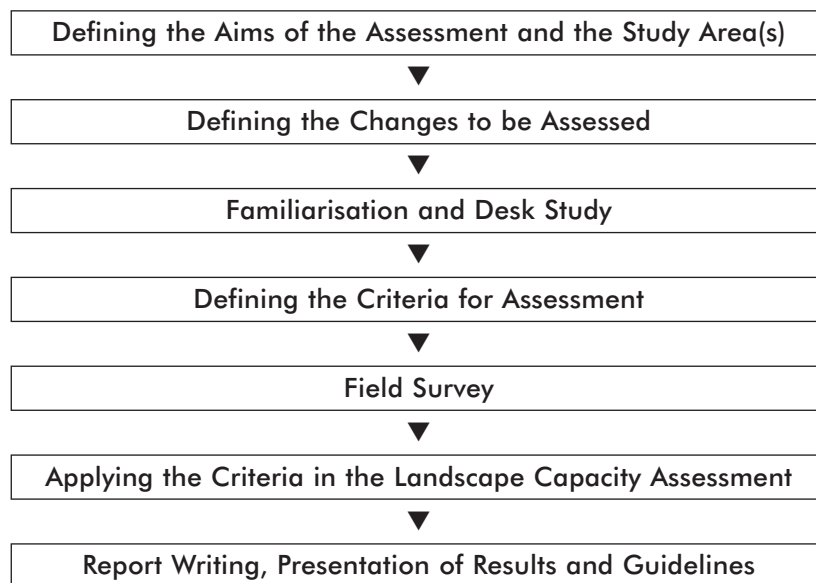 Defining the Aims of the Assessment and the Study Area(s)
Defining the Changes to be Assessed
Familiarisation and Desk Study
Defining the Criteria for Assessment
Field Survey
Applying the Criteria in the Landscape Capacity Assessment
Report Writing, Presentation of Results and Guidelines